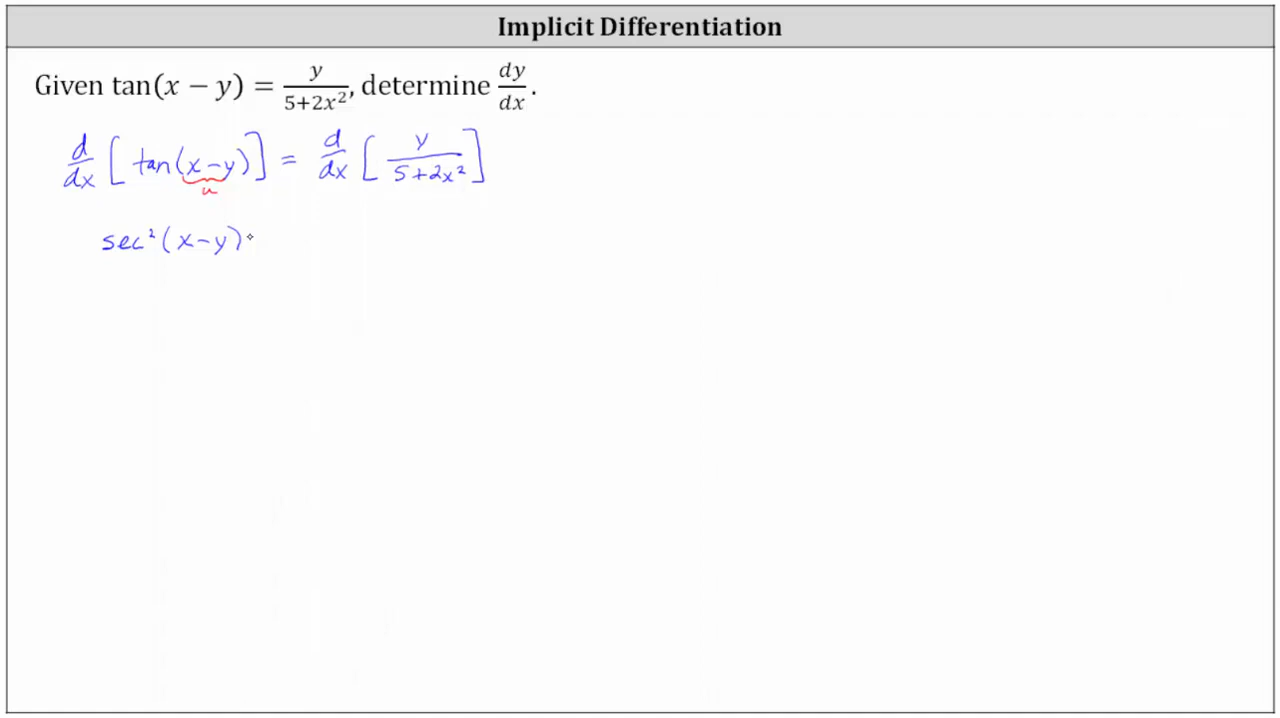 Implicit Differentiation
Given tan(x − y) = y/(5+2x²), determine dy/dx.
d/dx [tan(x−y)] = d/dx [y/(5+2x²)]
u
sec²(x−y)·